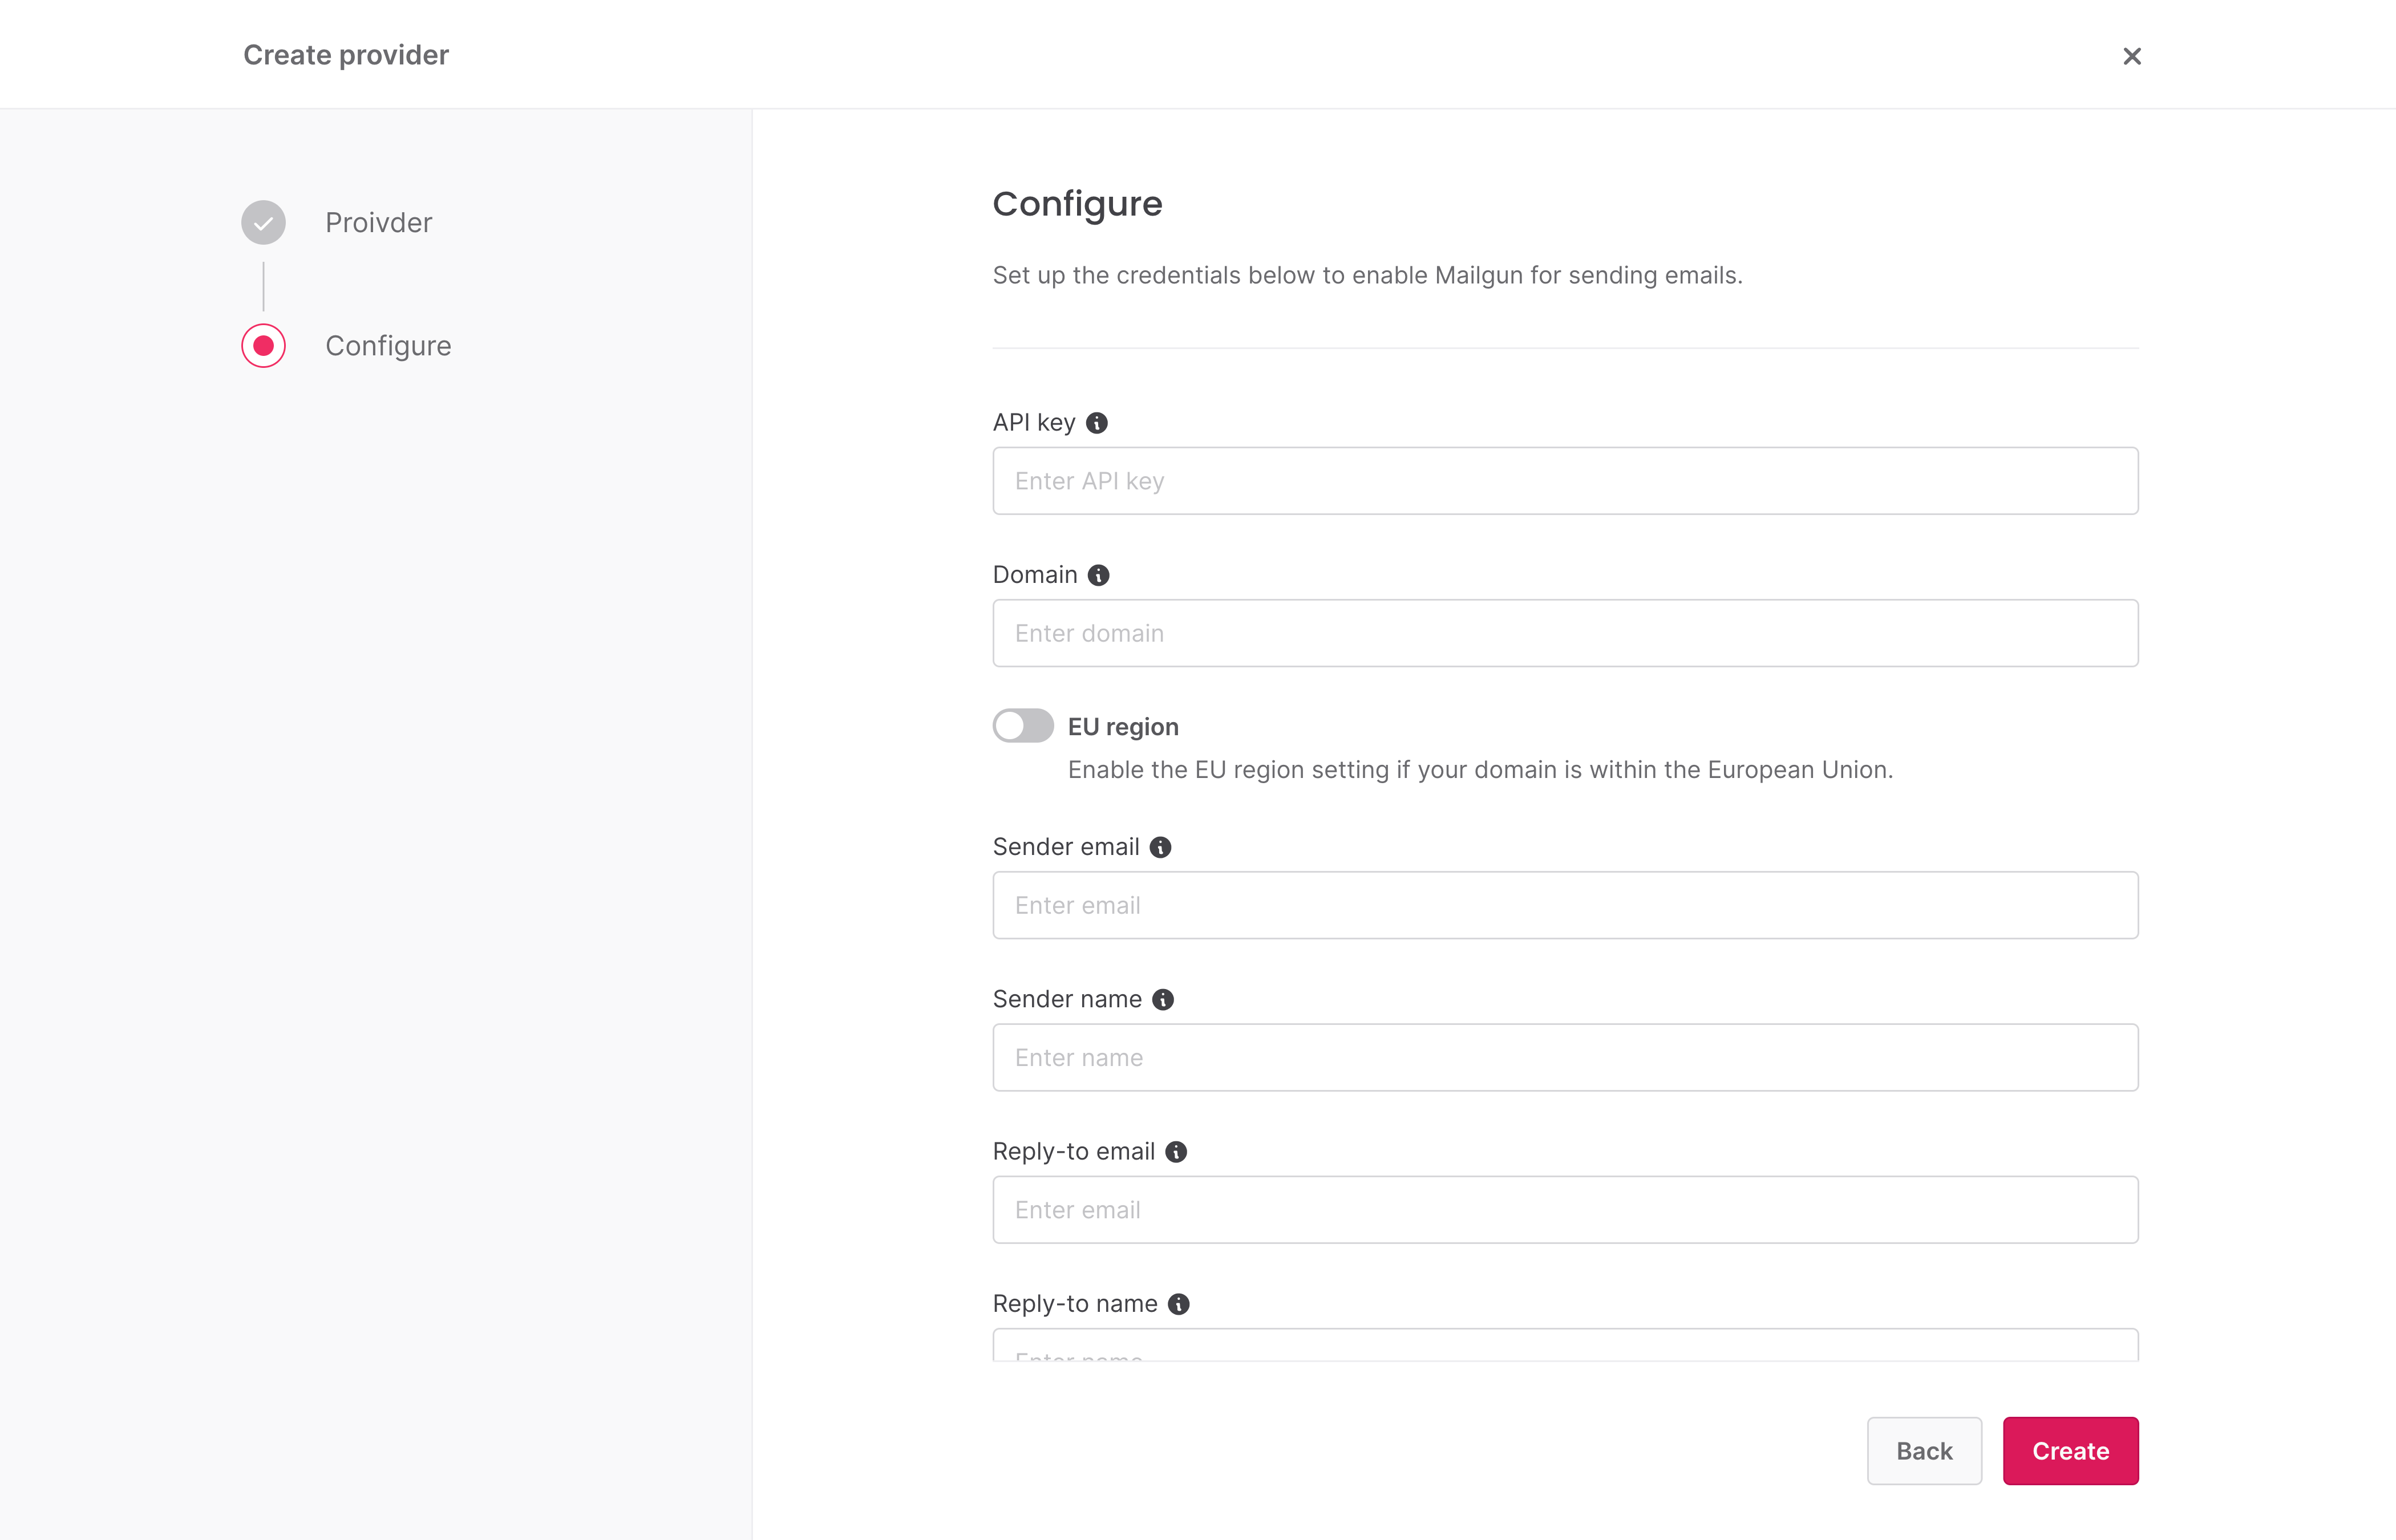 Create provider
Proivder
Configure
Configure
Set up the credentials below to enable Mailgun for sending emails.
API key
Enter API key
Domain
Enter domain
EU region
Enable the EU region setting if your domain is within the European Union.
Sender email
Enter email
Sender name
Enter name
Reply-to email
Enter email
Reply-to name
Enter name
Back
Create